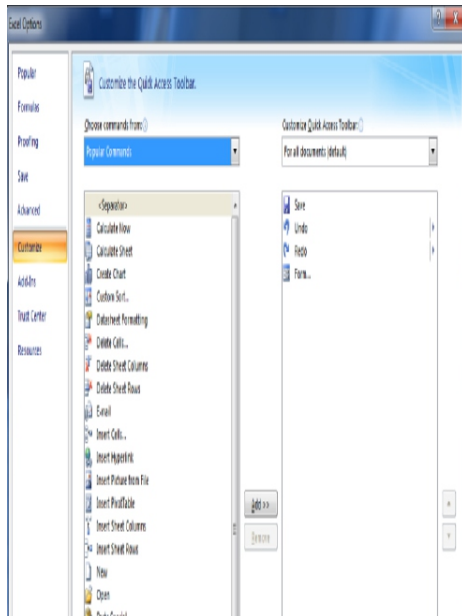 Excel Options
Popular
Formulas
Proofing
Save
Advanced
Customize
Add-Ins
Trust Center
Resources
Customize the Quick Access Toolbar.
Choose commands from:
Popular Commands
<Separator>
Calculate Now
Calculate Sheet
Create Chart
Custom Sort...
Datasheet Formatting
Delete Cells...
Delete Sheet Columns
Delete Sheet Rows
E-mail
Insert Cells...
Insert Hyperlink
Insert Picture from File
Insert PivotTable
Insert Sheet Columns
Insert Sheet Rows
New
Open
Paste Special
Add >>
Remove
Customize Quick Access Toolbar:
For all documents (default)
Save
Undo
Redo
Form...